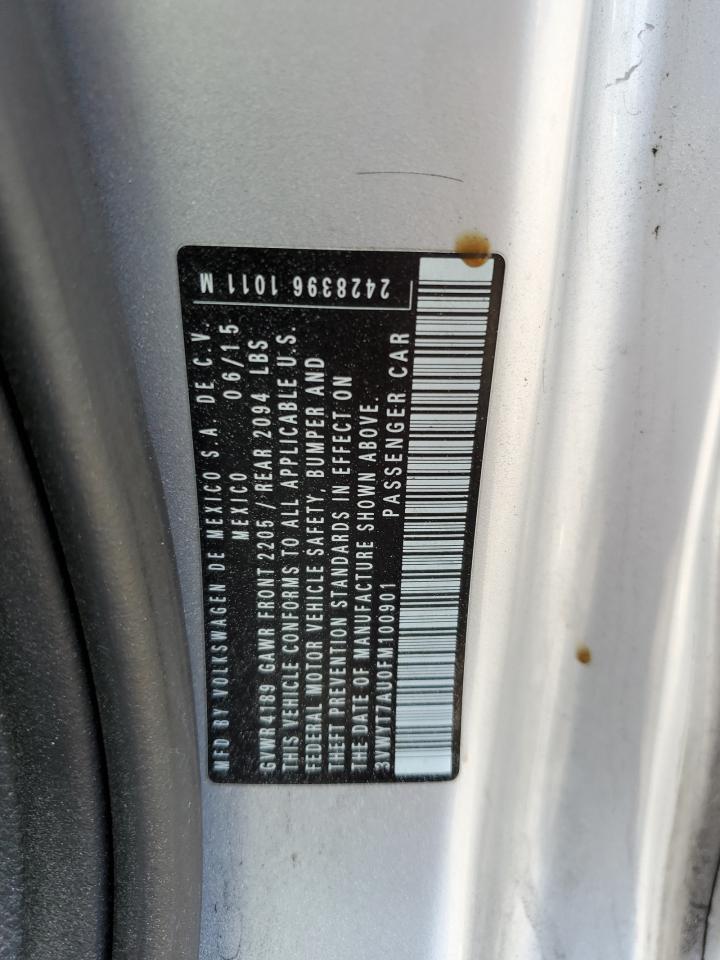 MFD BY VOLKSWAGEN DE MEXICO S.A. DE C.V.
MEXICO 06/15
GVWR 4189 GAWR FRONT 2205 / REAR 2094 LBS
THIS VEHICLE CONFORMS TO ALL APPLICABLE U.S.
FEDERAL MOTOR VEHICLE SAFETY, BUMPER AND
THEFT PREVENTION STANDARDS IN EFFECT ON
THE DATE OF MANUFACTURE SHOWN ABOVE.
3VWYT7AU0FM100901 PASSENGER CAR
2428396 1011 M